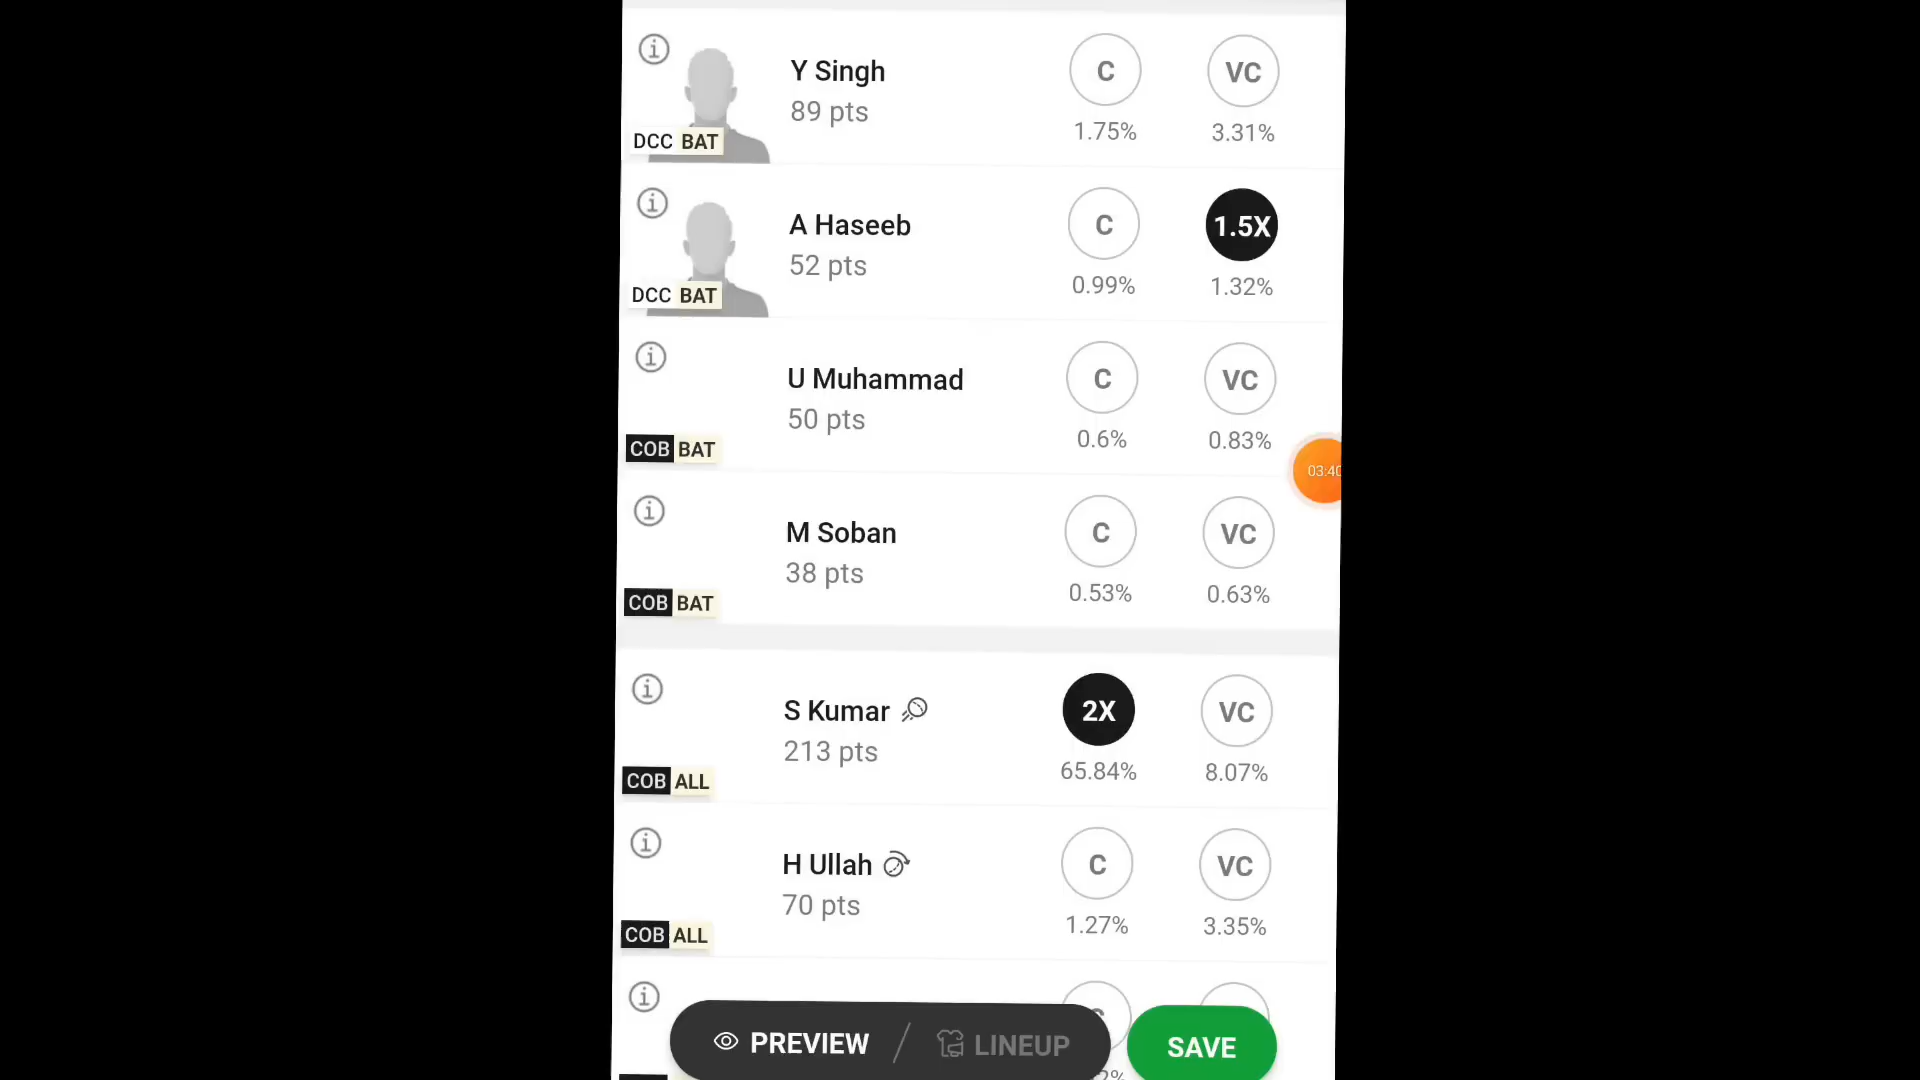 Y Singh
89 pts
DCC BAT
C
1.75%
VC
3.31%
A Haseeb
52 pts
DCC BAT
C
0.99%
1.5X
1.32%
U Muhammad
50 pts
COB BAT
C
0.6%
VC
0.83%
03:40
M Soban
38 pts
COB BAT
C
0.53%
VC
0.63%
S Kumar
213 pts
COB ALL
2X
65.84%
VC
8.07%
H Ullah
70 pts
COB ALL
C
1.27%
VC
3.35%
PREVIEW / LINEUP
SAVE